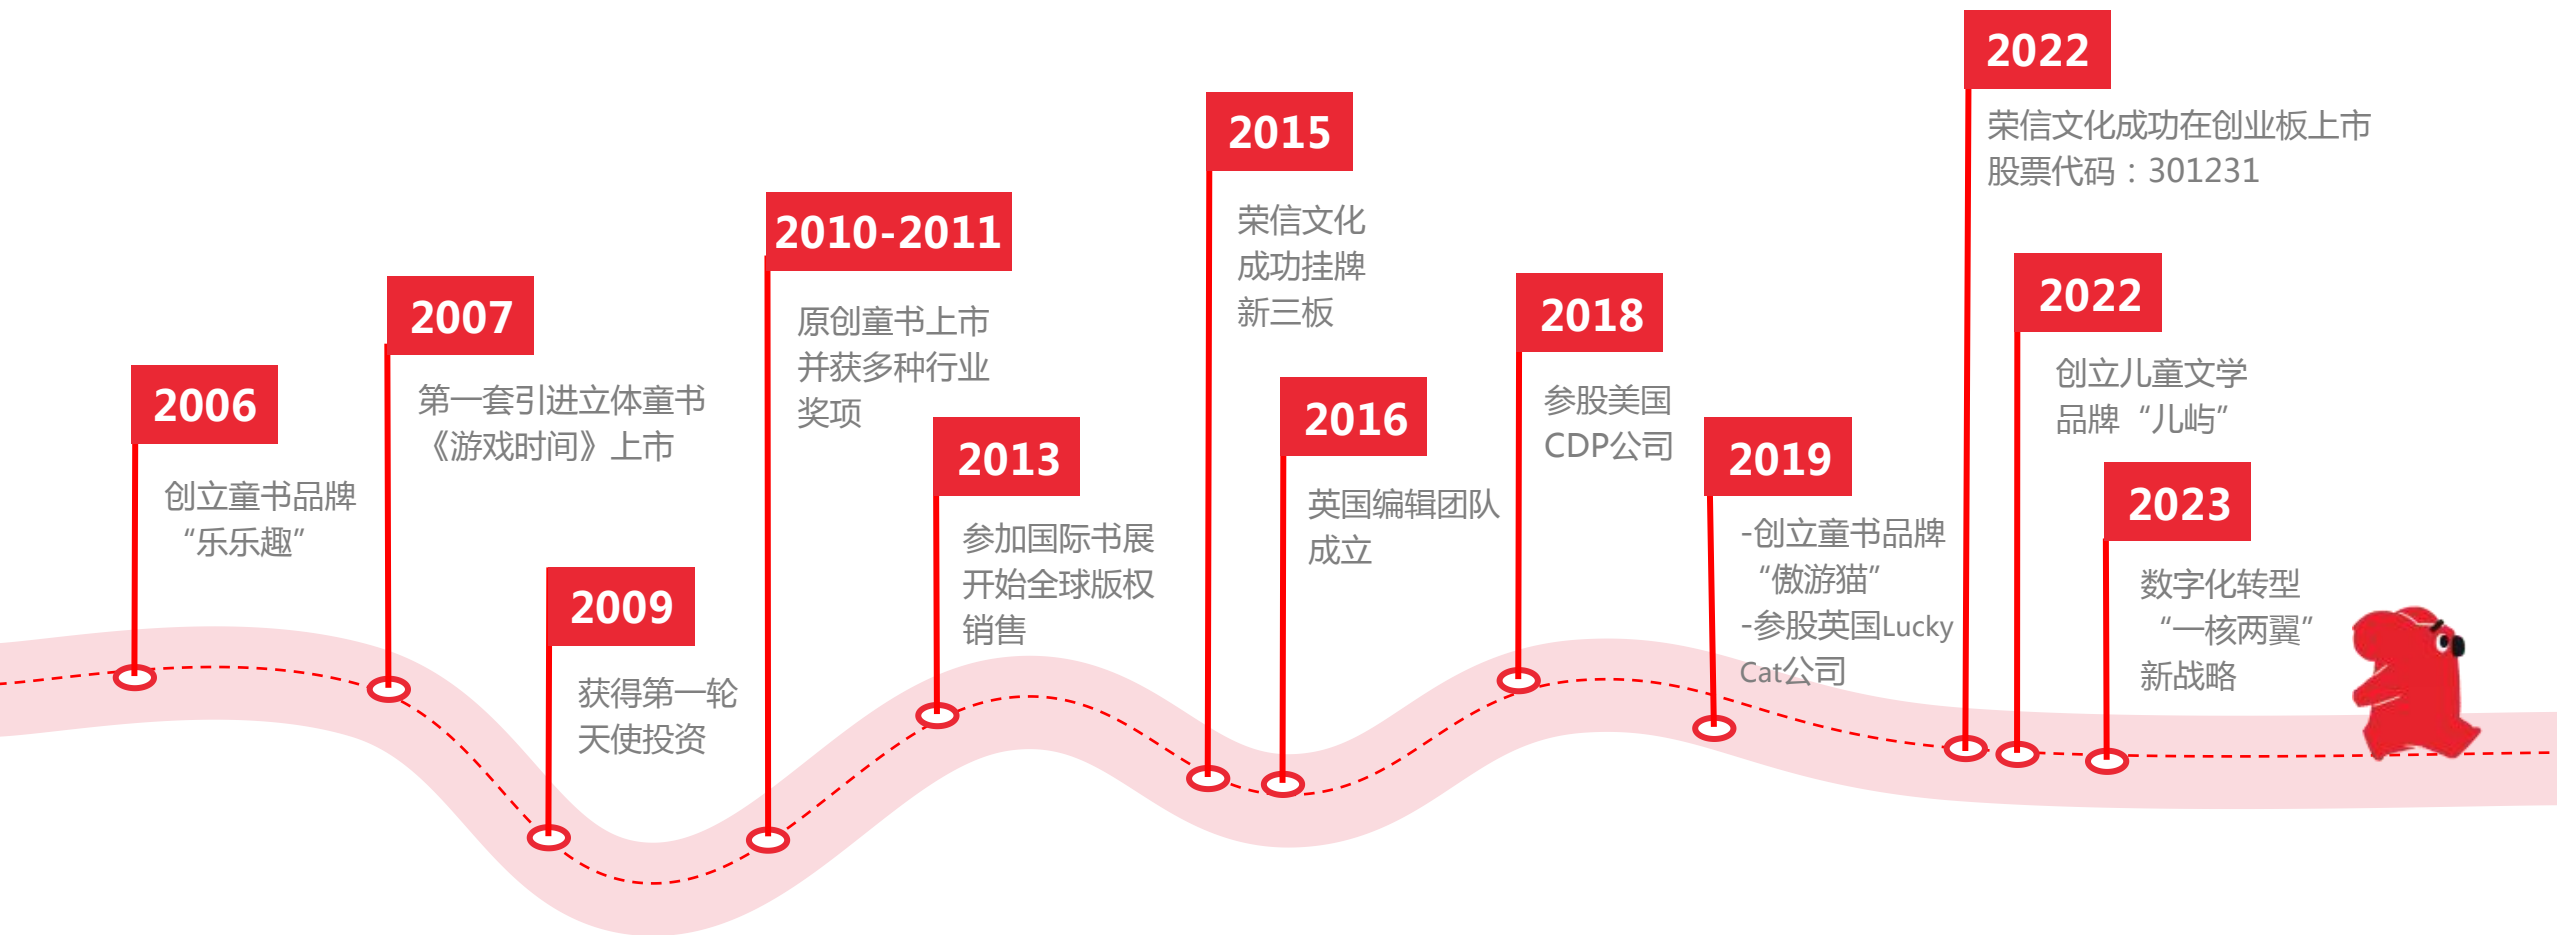 2006
创立童书品牌
“乐乐趣”
2007
第一套引进立体童书
《游戏时间》上市
2009
获得第一轮
天使投资
2010-2011
原创童书上市
并获多种行业
奖项
2013
参加国际书展
开始全球版权
销售
2015
荣信文化
成功挂牌
新三板
2016
英国编辑团队
成立
2018
参股美国
CDP公司
2019
-创立童书品牌
“傲游猫”
-参股英国Lucky
Cat公司
2022
荣信文化成功在创业板上市
股票代码：301231
2022
创立儿童文学
品牌“儿屿”
2023
数字化转型
“一核两翼”
新战略